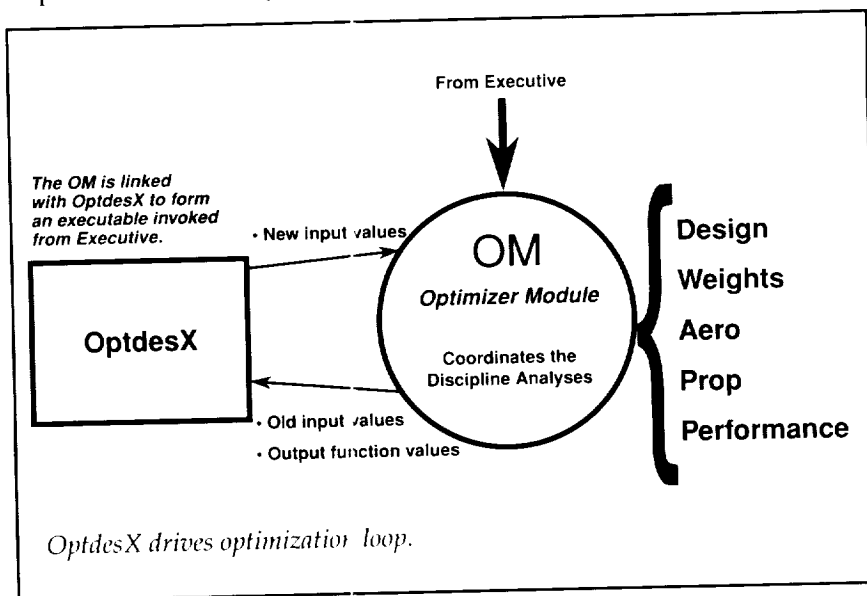 From Executive
The OM is linked
with OptdesX to form
an executable invoked
from Executive.
• New input values
OptdesX
OM
Optimizer Module
Coordinates the
Discipline Analyses
• Old input values
• Output function values
Design
Weights
Aero
Prop
Performance
OptdesX drives optimization loop.